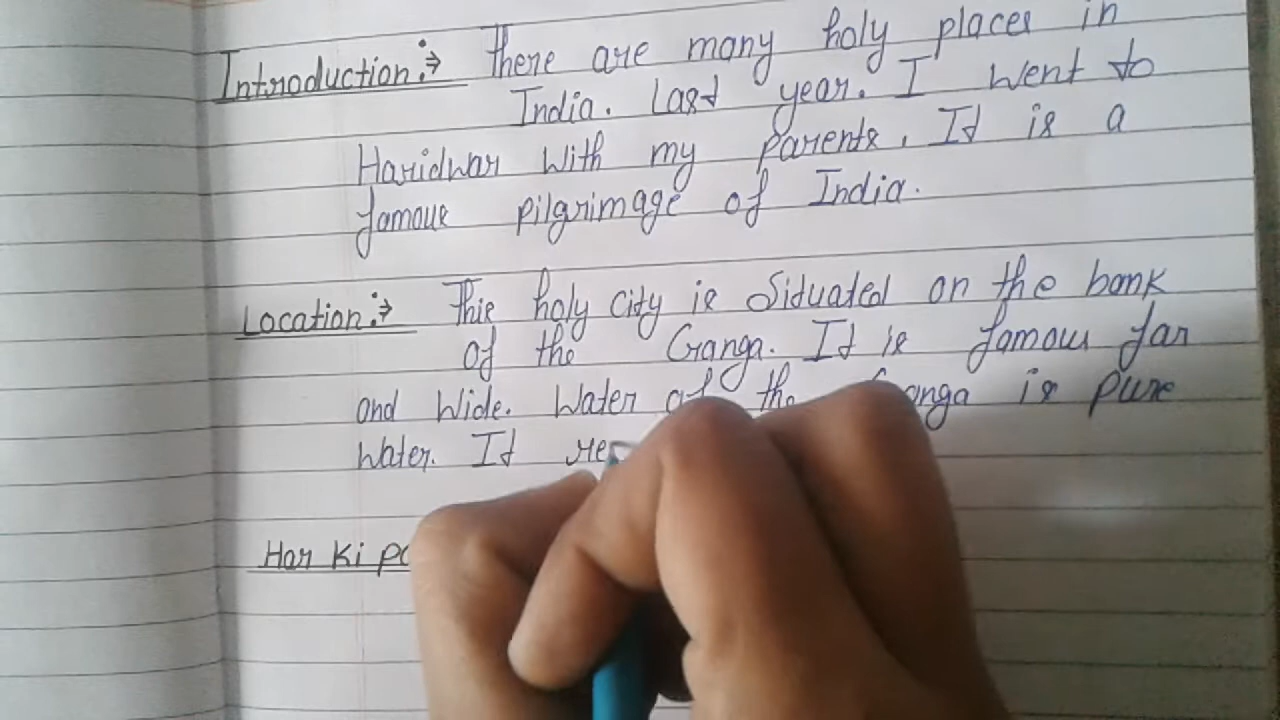 Introduction:→ There are many holy places in
India. Last year. I went to
Haridwar with my parents. It is a
famous pilgrimage of India.
Location:→ This holy City is Situated on the bank
of the Ganga. It is famous far
and Wide. Water of the Ganga is pure
Water. It re
Har Ki